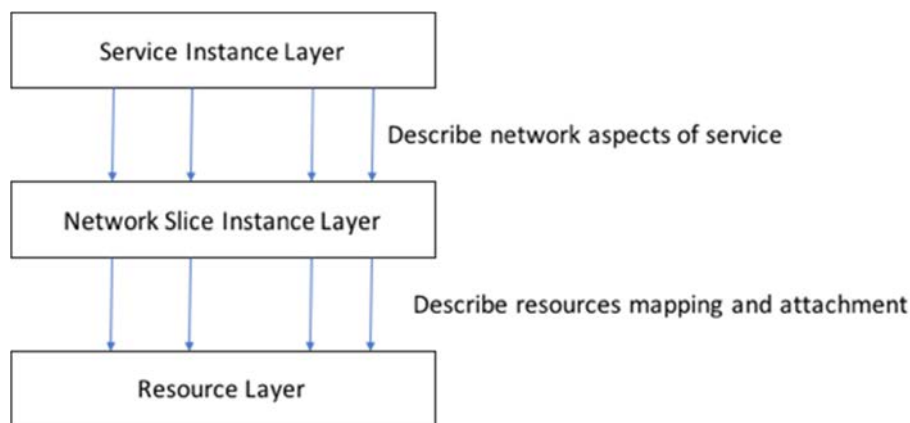 Service Instance Layer
Describe network aspects of service
Network Slice Instance Layer
Describe resources mapping and attachment
Resource Layer